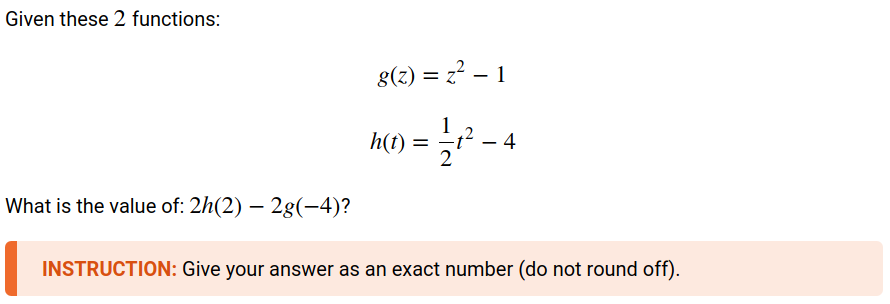 Given these 2 functions:
g(z) = z² − 1
h(t) = \frac{1}{2}t² − 4
What is the value of: 2h(2) − 2g(−4)?
INSTRUCTION: Give your answer as an exact number (do not round off).